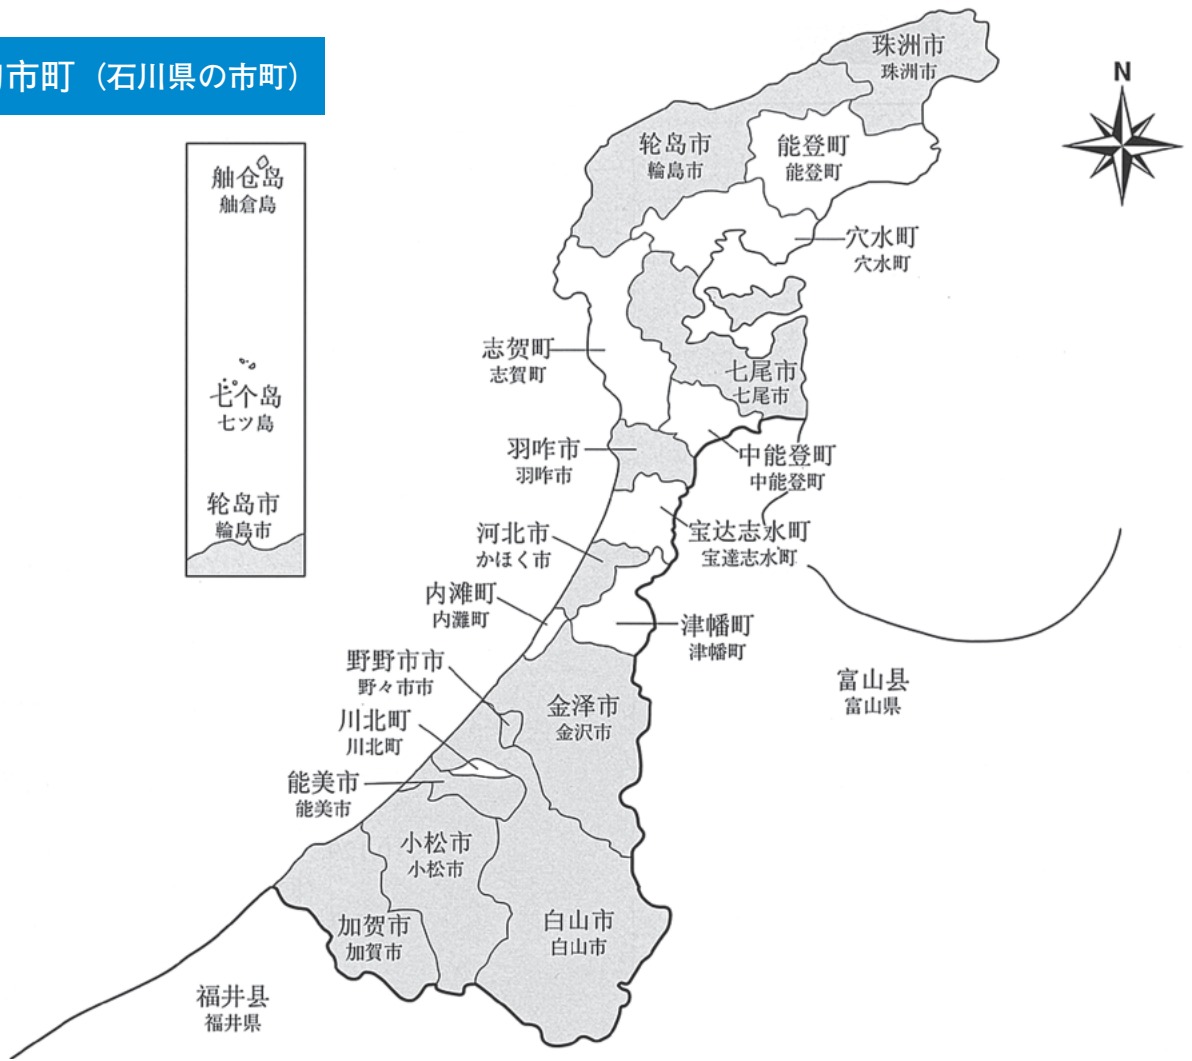 市町（石川県の市町）
N
珠洲市
珠洲市
轮岛市
輪島市
能登町
能登町
舳仓岛
舳倉島
穴水町
穴水町
志贺町
志賀町
七尾市
七尾市
七个岛
七ツ島
羽咋市
羽咋市
中能登町
中能登町
轮岛市
輪島市
河北市
かほく市
宝达志水町
宝達志水町
内滩町
内灘町
津幡町
津幡町
野野市市
野々市市
金泽市
金沢市
富山县
富山県
川北町
川北町
能美市
能美市
小松市
小松市
加贺市
加賀市
白山市
白山市
福井县
福井県